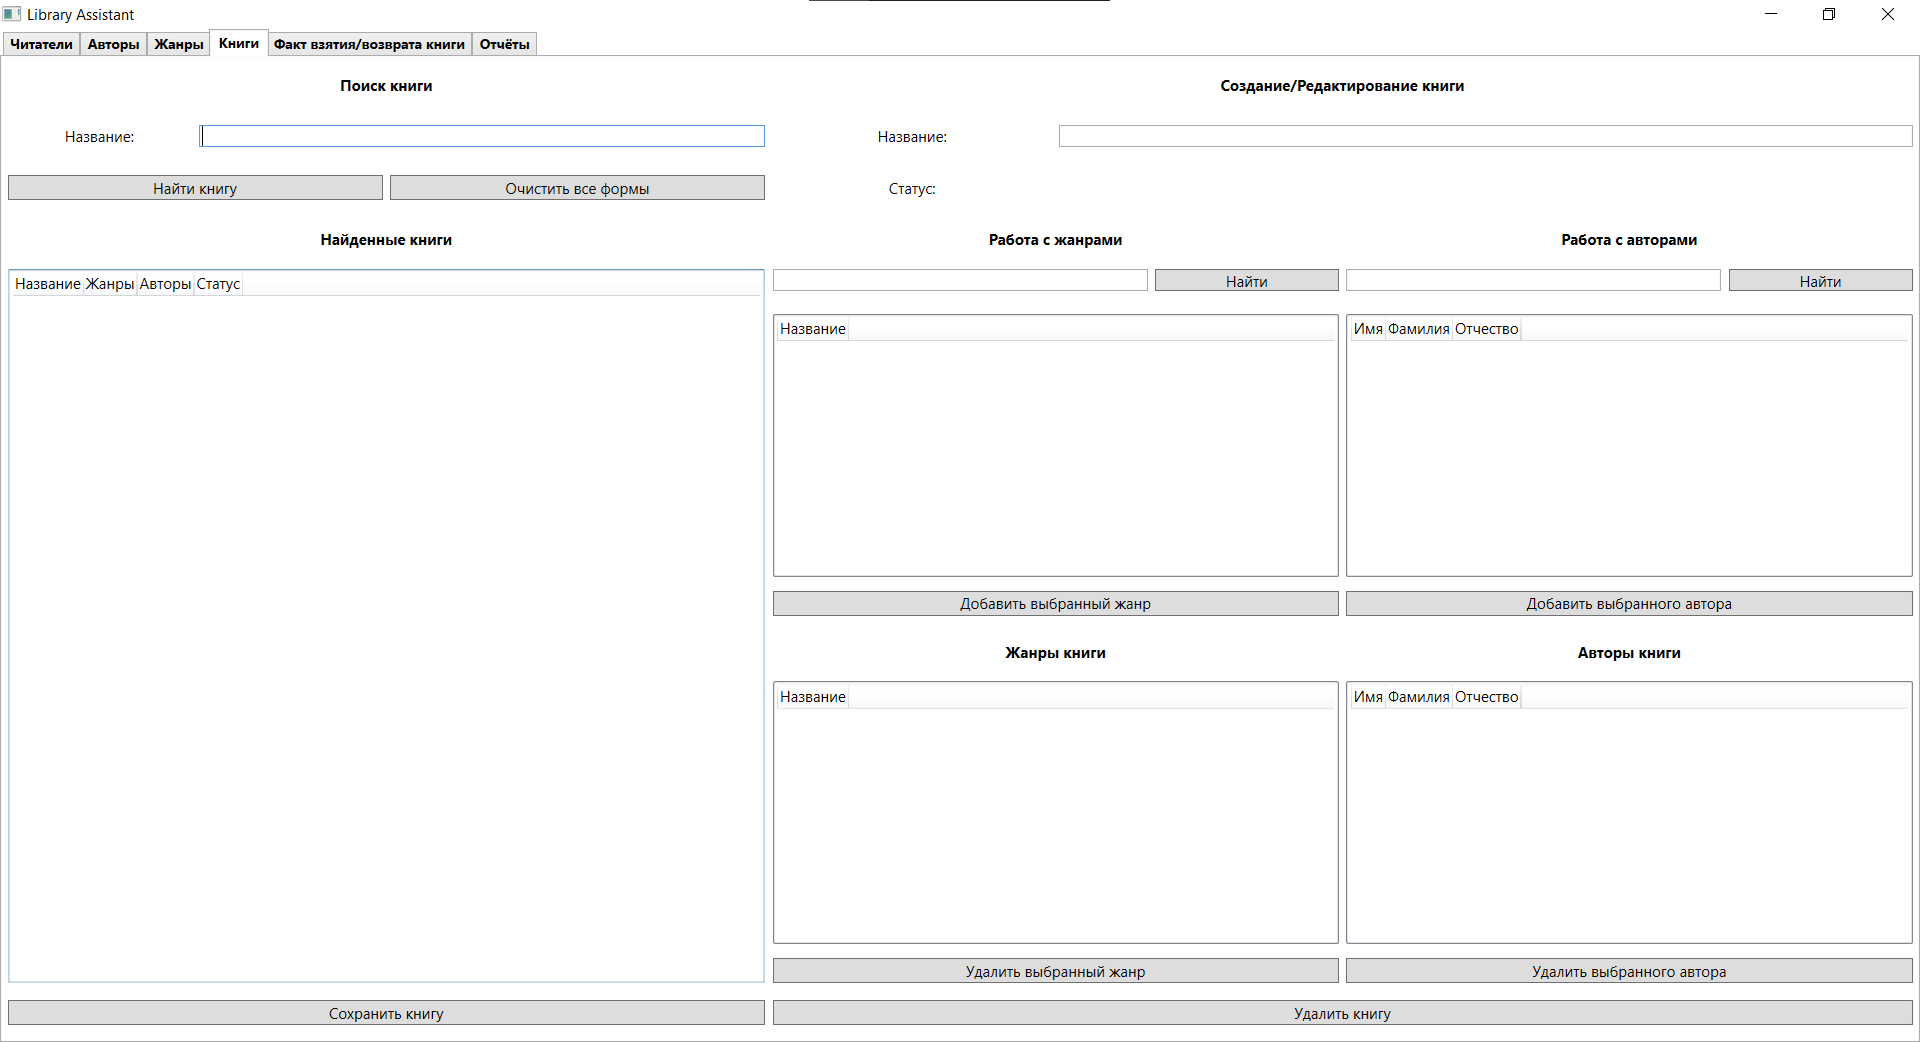 Library Assistant
Читатели Авторы Жанры Книги Факт взятия/возврата книги Отчёты
Поиск книги
Название:
Найти книгу Очистить все формы
Найденные книги
Название Жанры Авторы Статус
Сохранить книгу
Создание/Редактирование книги
Название:
Статус:
Работа с жанрами
Найти
Название
Добавить выбранный жанр
Жанры книги
Название
Удалить выбранный жанр
Работа с авторами
Найти
Имя Фамилия Отчество
Добавить выбранного автора
Авторы книги
Имя Фамилия Отчество
Удалить выбранного автора
Удалить книгу